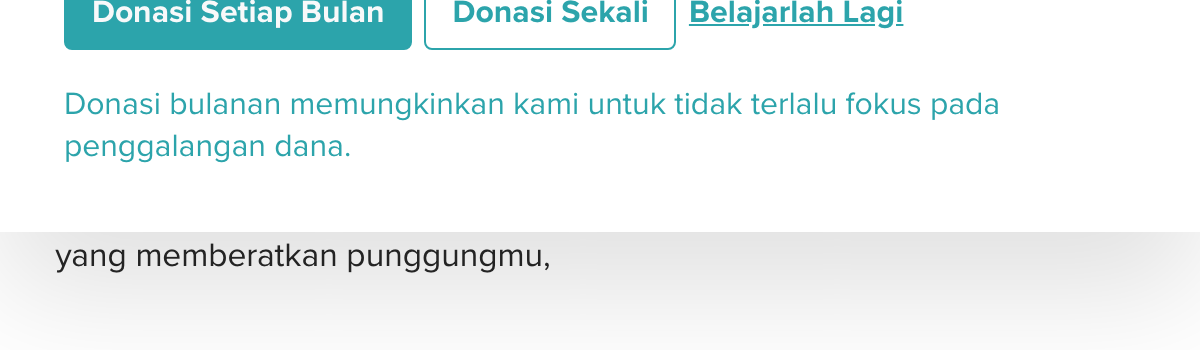 Donasi Setiap Bulan Donasi Sekali Belajarlah Lagi
Donasi bulanan memungkinkan kami untuk tidak terlalu fokus pada
penggalangan dana.
yang memberatkan punggungmu,